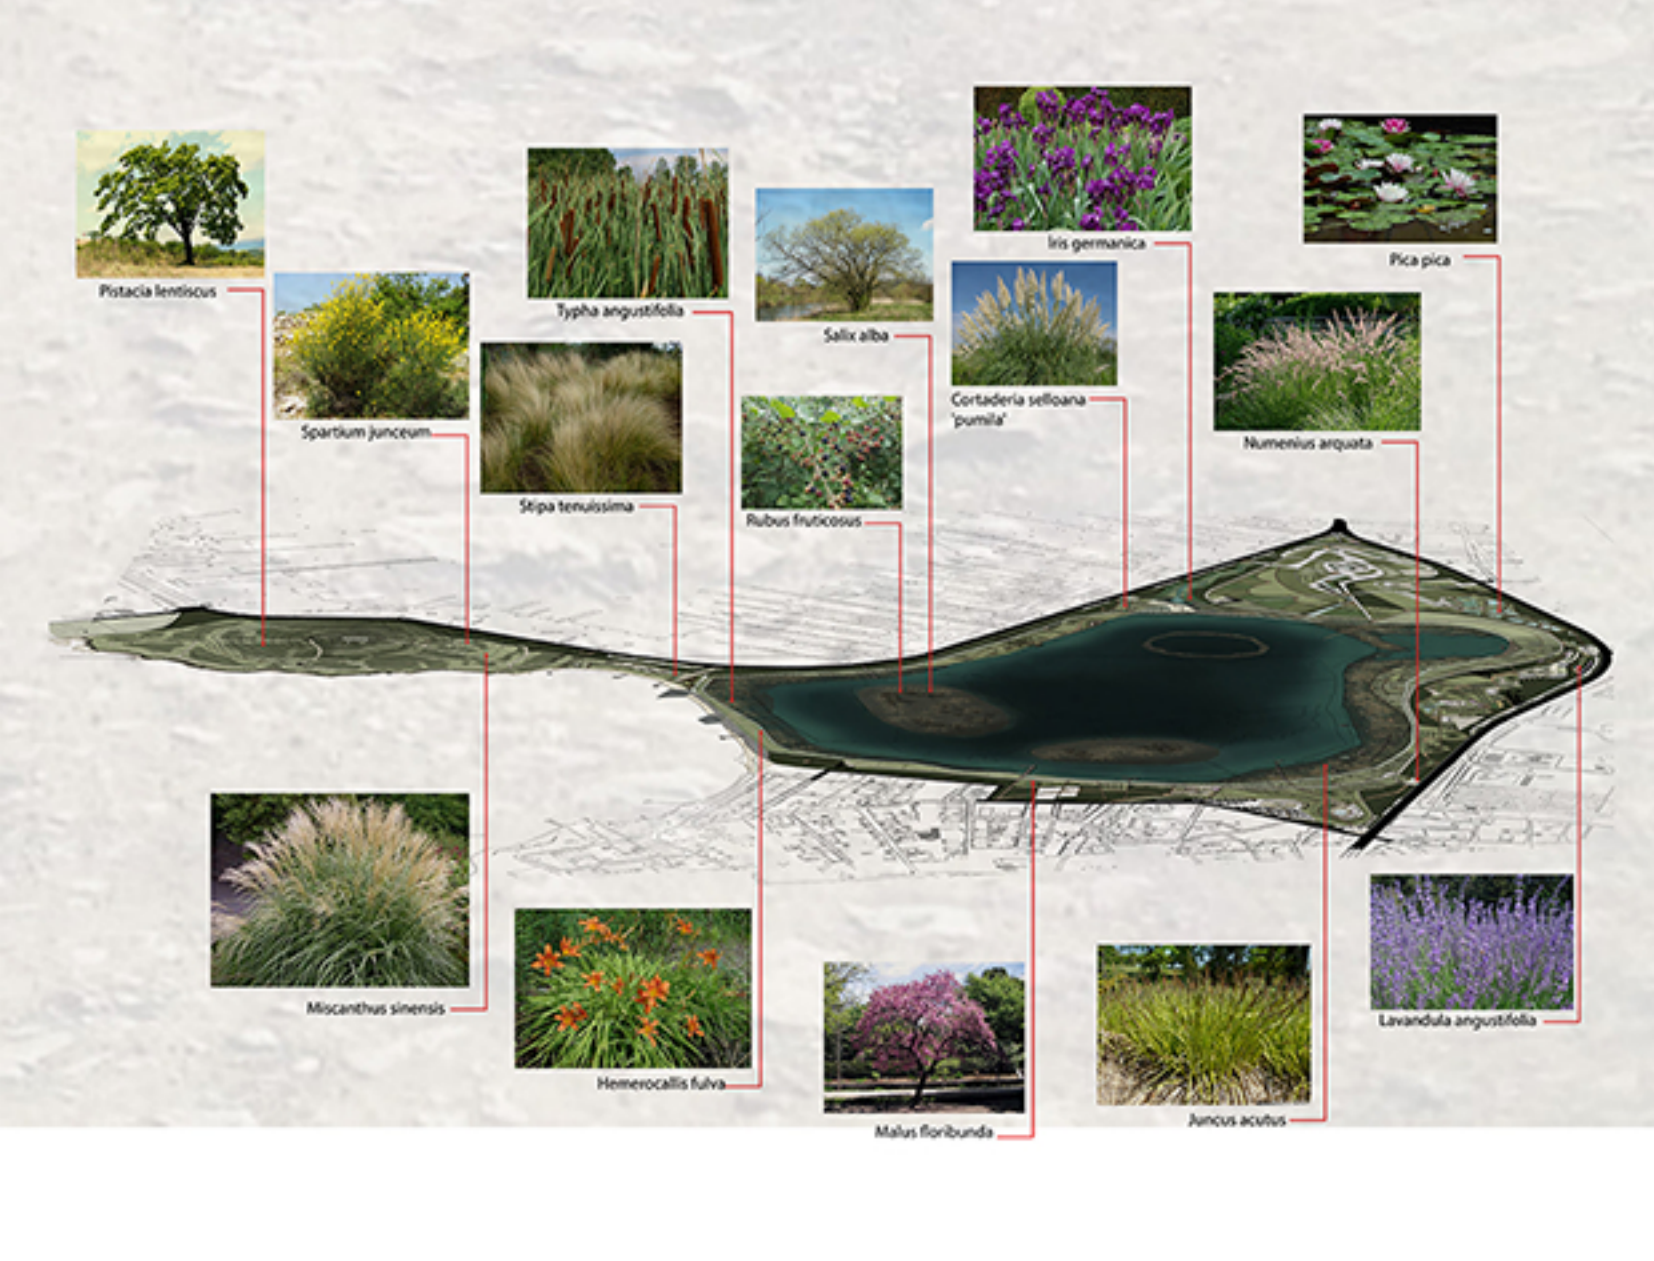 Iris germanica
Pica pica
Pistacia lentiscus
Typha angustifolia
Salix alba
Cortaderia selloana
'pumila'
Spartium junceum
Numenius arquata
Stipa tenuissima
Rubus fruticosus
Miscanthus sinensis
Lavandula angustifolia
Hemerocallis fulva
Juncus acutus
Malus floribunda